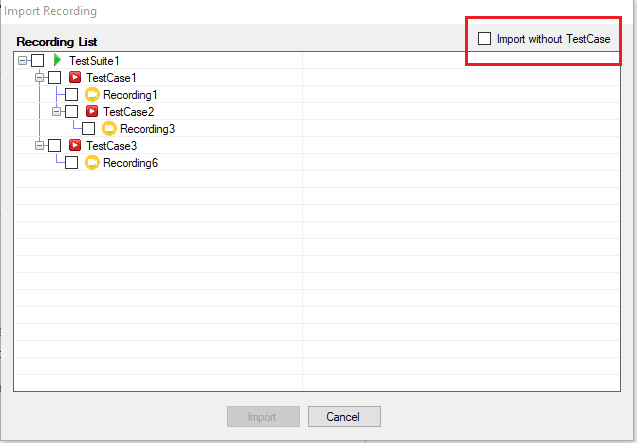 Import Recording
Recording List
Import without TestCase
TestSuite1
TestCase1
Recording1
TestCase2
Recording3
TestCase3
Recording6
Import
Cancel